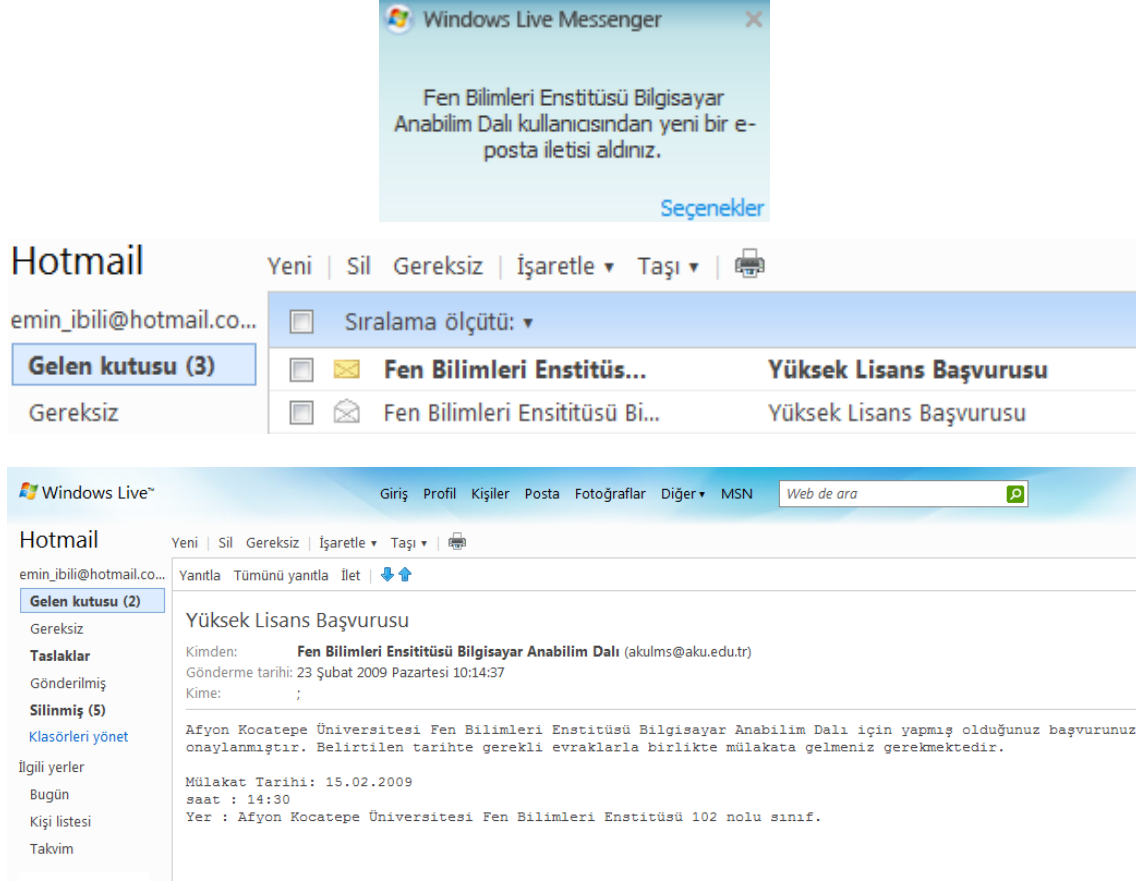 Windows Live Messenger
Fen Bilimleri Enstitüsü Bilgisayar
Anabilim Dalı kullanıcısından yeni bir e-
posta iletisi aldınız.
Seçenekler
Hotmail
Yeni | Sil Gereksiz | İşaretle ▾ Taşı ▾ |
emin_ibili@hotmail.co...
Sıralama ölçütü: ▾
Gelen kutusu (3)
Fen Bilimleri Enstitüs... Yüksek Lisans Başvurusu
Gereksiz
Fen Bilimleri Ensititüsü Bi... Yüksek Lisans Başvurusu
Windows Live™
Giriş Profil Kişiler Posta Fotoğraflar Diğer ▾ MSN
Web de ara
Hotmail
Yeni | Sil Gereksiz | İşaretle ▾ Taşı ▾ |
emin_ibili@hotmail.co...
Yanıtla Tümünü yanıtla İlet |
Gelen kutusu (2)
Gereksiz
Taslaklar
Gönderilmiş
Silinmiş (5)
Klasörleri yönet
İlgili yerler
Bugün
Kişi listesi
Takvim
Yüksek Lisans Başvurusu
Kimden: Fen Bilimleri Ensititüsü Bilgisayar Anabilim Dalı (akulms@aku.edu.tr)
Gönderme tarihi: 23 Şubat 2009 Pazartesi 10:14:37
Kime: ;
Afyon Kocatepe Üniversitesi Fen Bilimleri Enstitüsü Bilgisayar Anabilim Dalı için yapmış olduğunuz başvurunuz
onaylanmıştır. Belirtilen tarihte gerekli evraklarla birlikte mülakata gelmeniz gerekmektedir.
Mülakat Tarihi: 15.02.2009
saat : 14:30
Yer : Afyon Kocatepe Üniversitesi Fen Bilimleri Enstitüsü 102 nolu sınıf.